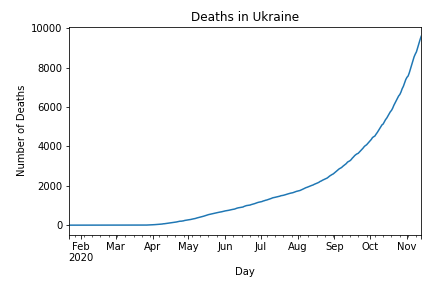 Deaths in Ukraine
10000
8000
6000
4000
2000
0
Number of Deaths
Feb Mar Apr May Jun Jul Aug Sep Oct Nov
2020
Day